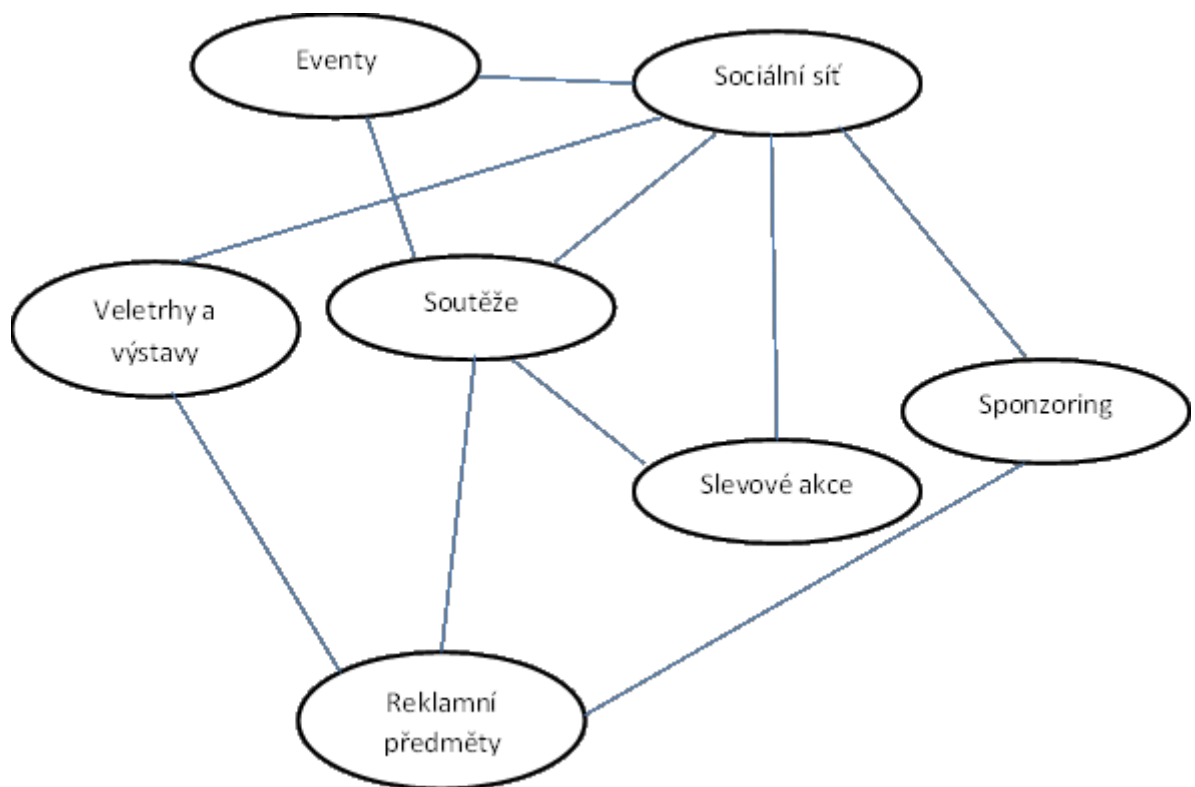 Eventy
Sociální síť
Veletrhy a
výstavy
Soutěže
Sponzoring
Slevové akce
Reklamní
předměty